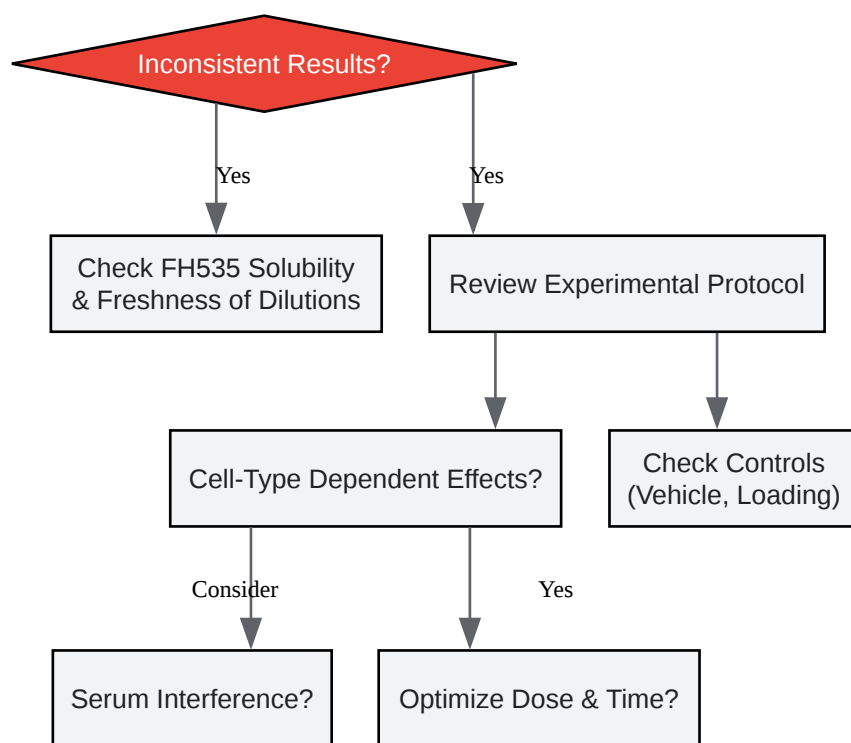 Inconsistent Results?
Yes
Yes
Check FH535 Solubility
& Freshness of Dilutions
Review Experimental Protocol
Cell-Type Dependent Effects?
Check Controls
(Vehicle, Loading)
Consider
Yes
Serum Interference?
Optimize Dose & Time?